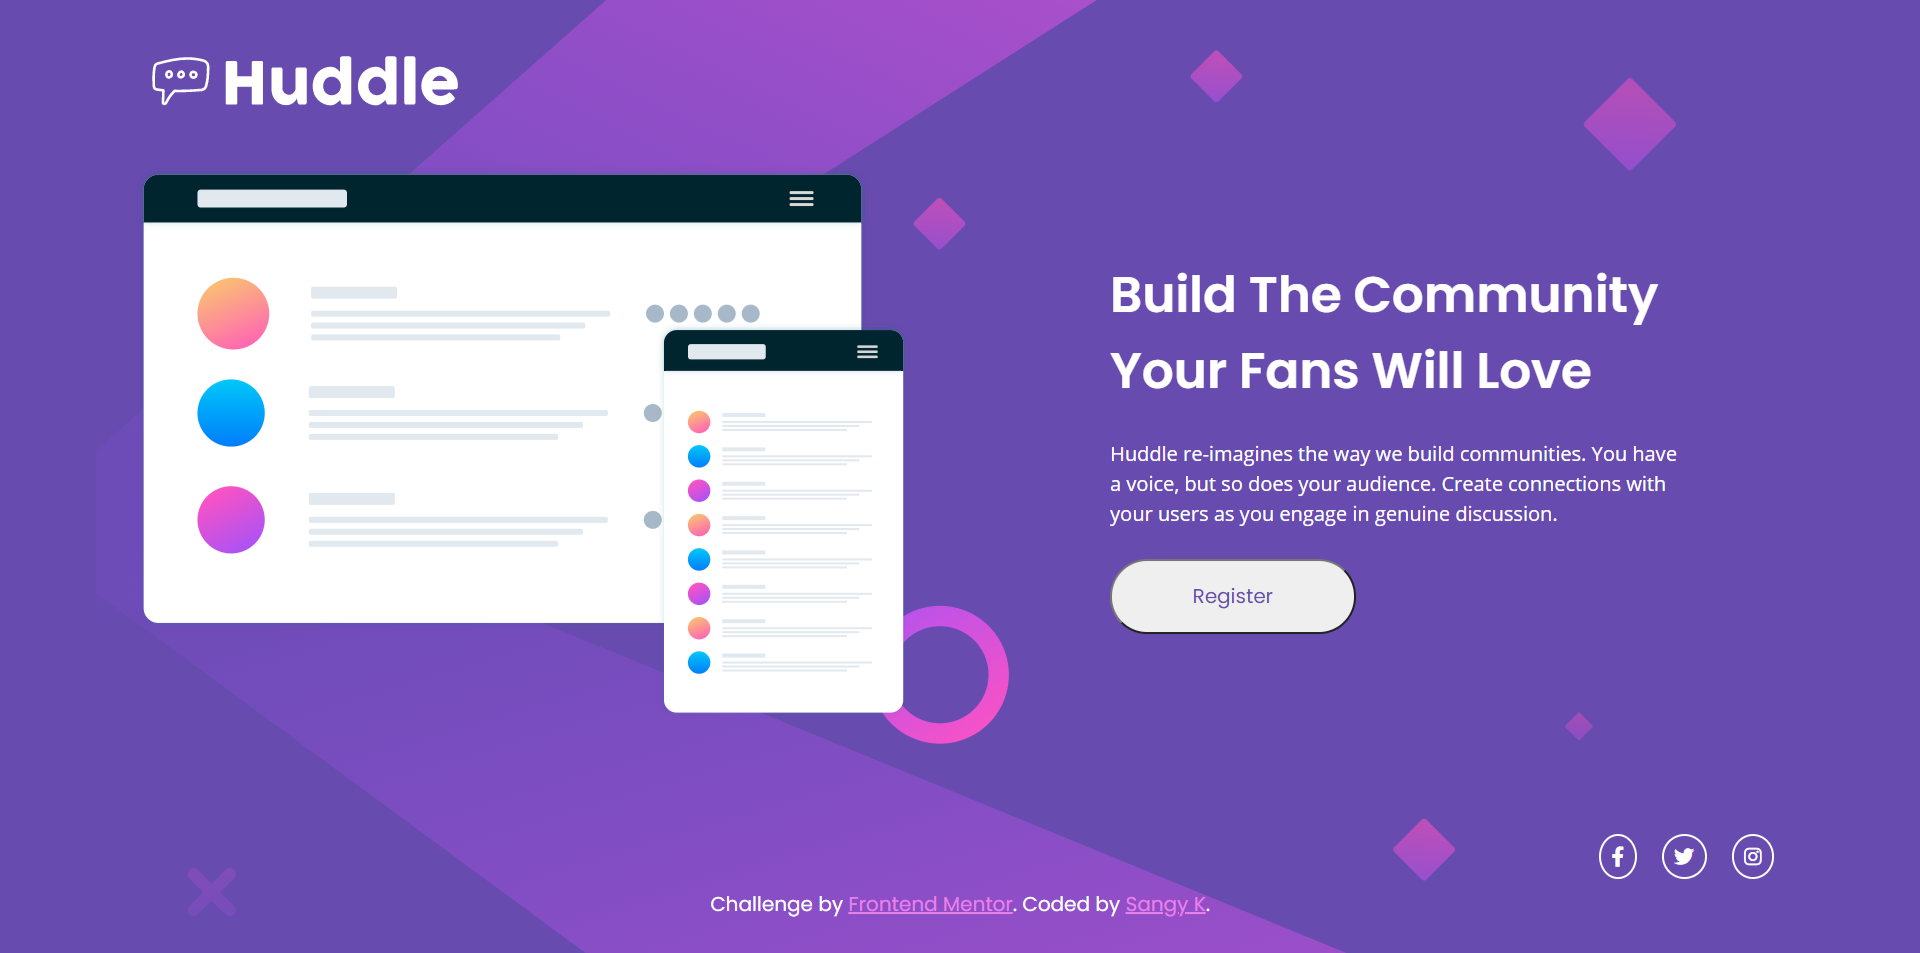 Huddle
Build The Community
Your Fans Will Love
Huddle re-imagines the way we build communities. You have
a voice, but so does your audience. Create connections with
your users as you engage in genuine discussion.
Register
Challenge by Frontend Mentor. Coded by Sangy K.